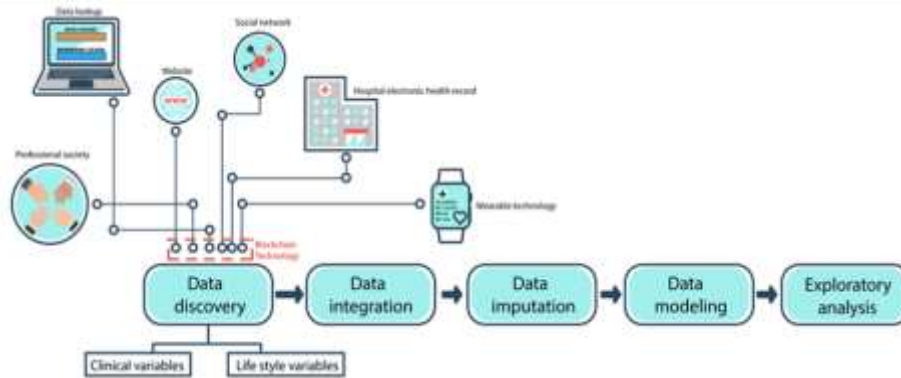 Data lookup
Social network
Website
www
Hospital electronic health record
Professional society
Wearable technology
Blockchain
Technology
Data
discovery
Data
integration
Data
imputation
Data
modeling
Exploratory
analysis
Clinical variables
Life style variables